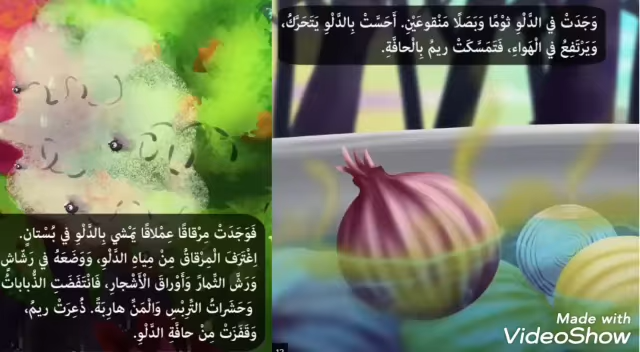 وَجَدَتْ فِي الدَّلْوِ ثومًا وَبَصَلًا مَنْقوعَيْنِ. أَحَسَّتْ بِالدَّلْوِ يَتَحَرَّكُ،
وَيَرْتَفِعُ فِي الْهَواءِ، فَتَمَسَّكَتْ ريمُ بِالْحافَّةِ.
فَوَجَدَتْ مِرْقاقًا عِمْلاقًا يَمْشي بِالدَّلْوِ في بُسْتانٍ.
اِغْتَرَفَ الْمِرْقاقُ مِنْ مِياهِ الدَّلْوِ، وَوَضَعَهُ في رَشّاشٍ
وَرَشَّ الثِّمارَ وَأَوْراقَ الْأَشْجارِ، فَانْتَفَضَتِ الذُّباباتُ
وَحَشَراتُ التِّرِبْسِ وَالْمَنِّ هارِبَةً. ذُعِرَتْ ريمُ،
وَقَفَزَتْ مِنْ حافَّةِ الدَّلْوِ.
Made with
VideoShow